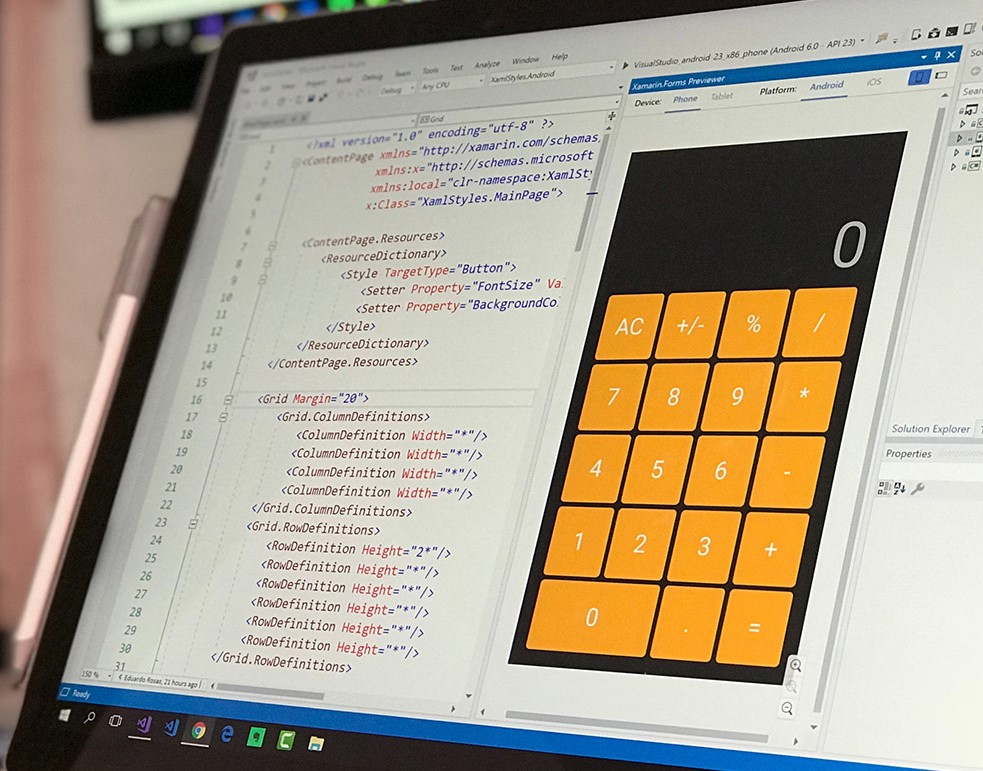 Project Build Debug Team Tools Test Analyze Window Help
Debug Any CPU XamlStyles.Android
VisualStudio_android-23_x86_phone (Android 6.0 - API 23)
Grid
1 <?xml version="1.0" encoding="utf-8" ?>
2 <ContentPage xmlns="http://xamarin.com/schemas,
3 xmlns:x="http://schemas.microsoft
4 xmlns:local="clr-namespace:XamlSty
5 x:Class="XamlStyles.MainPage">
6
7 <ContentPage.Resources>
8 <ResourceDictionary>
9 <Style TargetType="Button">
10 <Setter Property="FontSize" Va
11 <Setter Property="BackgroundCo
12 </Style>
13 </ResourceDictionary>
14 </ContentPage.Resources>
15
16 <Grid Margin="20">
17 <Grid.ColumnDefinitions>
18 <ColumnDefinition Width="*"/>
19 <ColumnDefinition Width="*"/>
20 <ColumnDefinition Width="*"/>
21 <ColumnDefinition Width="*"/>
22 </Grid.ColumnDefinitions>
23 <Grid.RowDefinitions>
24 <RowDefinition Height="2*"/>
25 <RowDefinition Height="*"/>
26 <RowDefinition Height="*"/>
27 <RowDefinition Height="*"/>
28 <RowDefinition Height="*"/>
29 <RowDefinition Height="*"/>
30 </Grid.RowDefinitions>
31
150 % Eduardo Rosas, 21 hours ago
Ready
Xamarin.Forms Previewer
Device: Phone Tablet Platform: Android iOS
0
AC +/- % /
7 8 9 *
4 5 6 -
1 2 3 +
0 . =
Solution Explorer
Properties